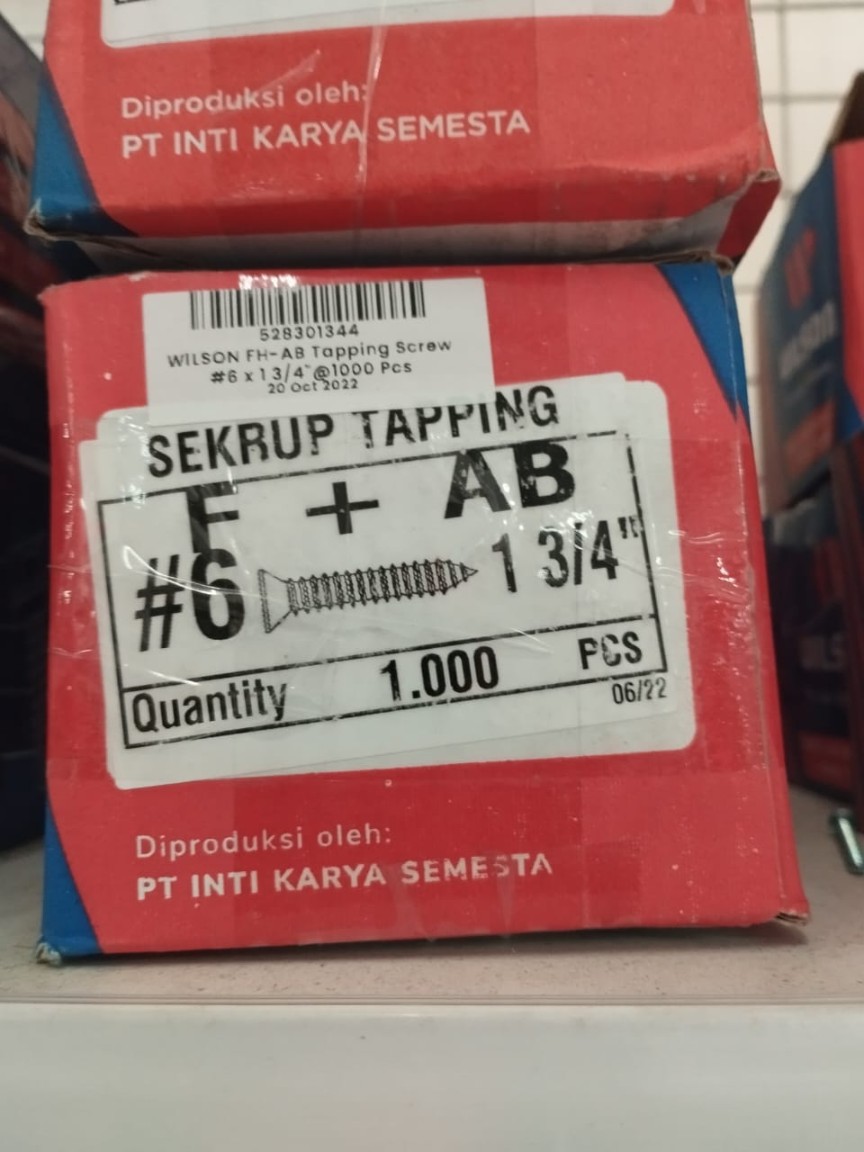 Diproduksi oleh:
PT INTI KARYA SEMESTA
528301344
WILSON FH-AB Tapping Screw
#6 x 1 3/4" @1000 Pcs
20 Oct 2022
SEKRUP TAPPING
F + AB
#6 1 3/4"
Quantity 1.000 PCS
06/22
Diproduksi oleh:
PT INTI KARYA SEMESTA